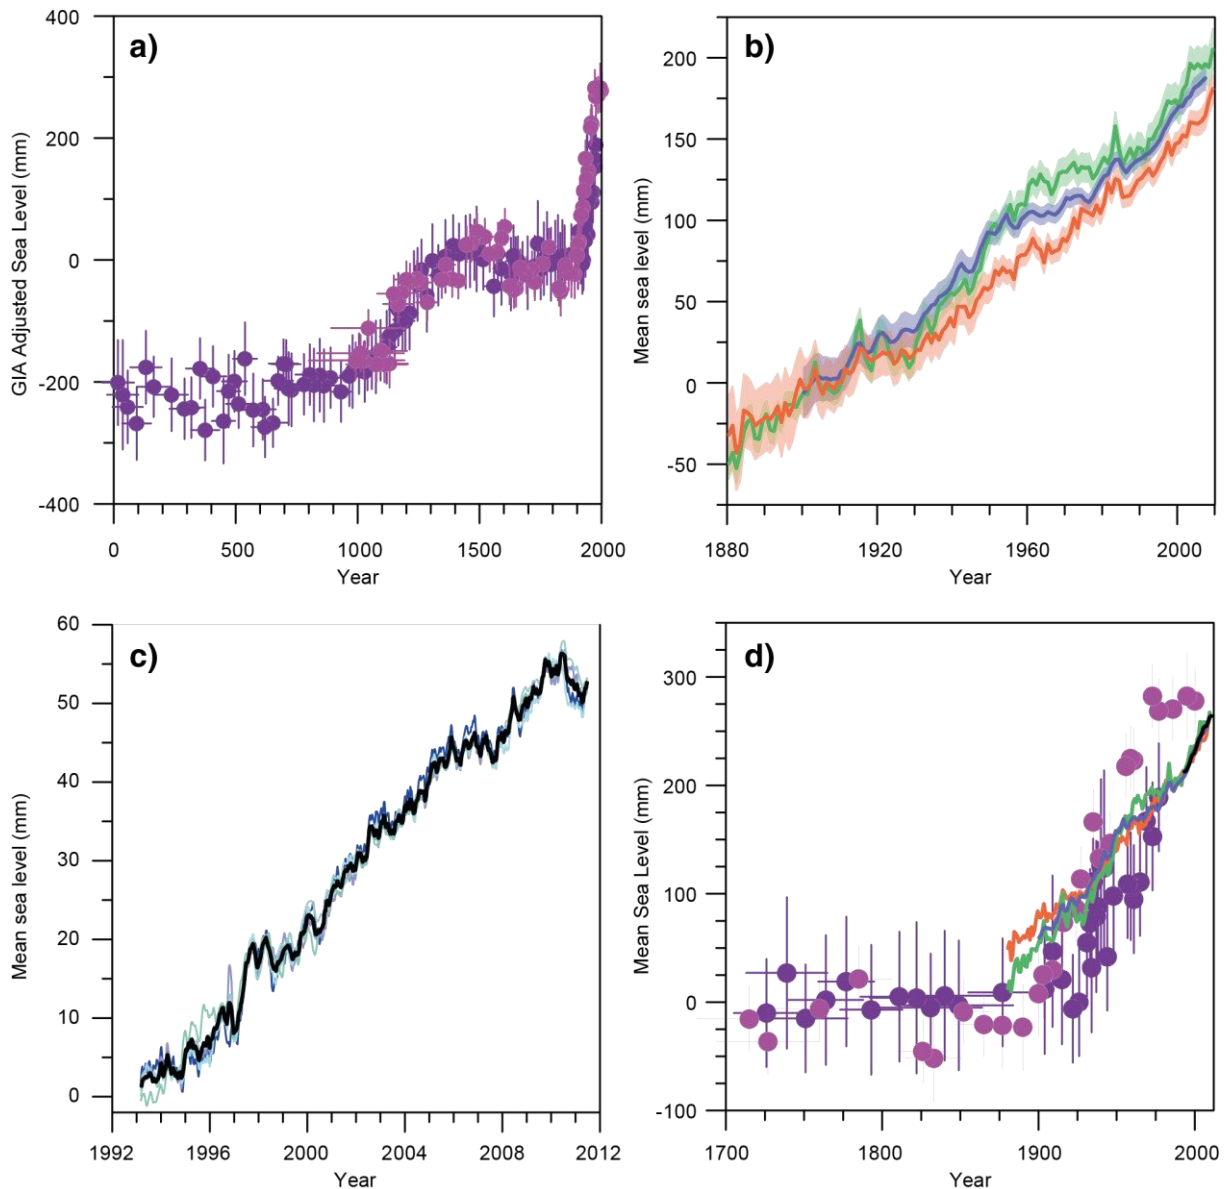 a)
GIA Adjusted Sea Level (mm)
400
200
0
-200
-400
0 500 1000 1500 2000
Year
b)
Mean sea level (mm)
200
150
100
50
0
-50
1880 1920 1960 2000
Year
c)
Mean sea level (mm)
60
50
40
30
20
10
0
1992 1996 2000 2004 2008 2012
Year
d)
Mean Sea Level (mm)
300
200
100
0
-100
1700 1800 1900 2000
Year